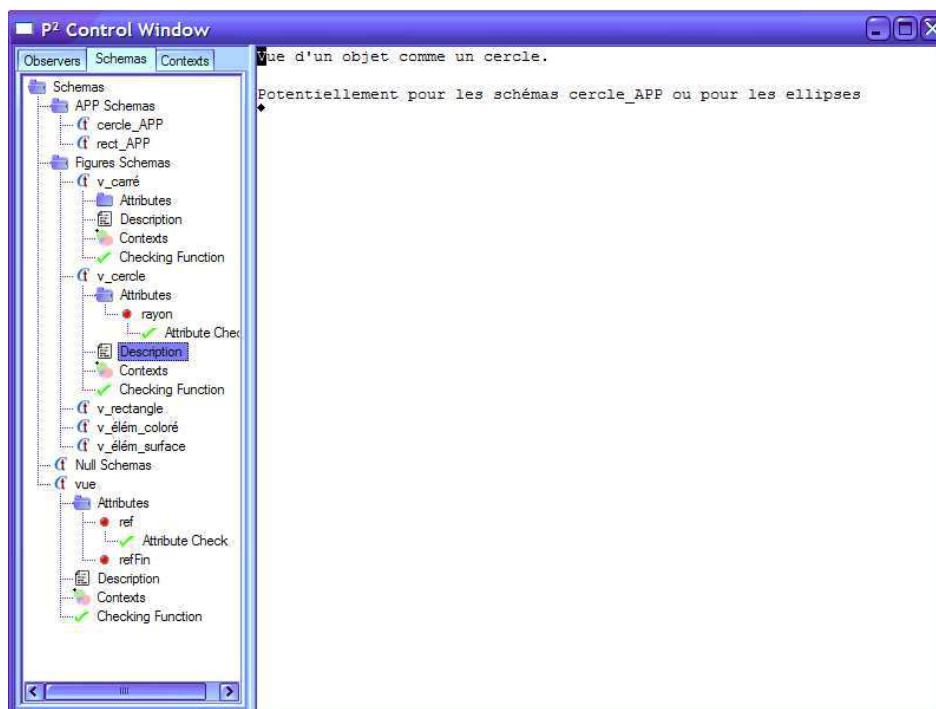 P² Control Window
Observers Schemas Contexts
Schemas
APP Schemas
cercle_APP
rect_APP
Figures Schemas
v_carré
Attributes
Description
Contexts
Checking Function
v_cercle
Attributes
rayon
Attribute Chec
Description
Contexts
Checking Function
v_rectangle
v_élém_coloré
v_élém_surface
Null Schemas
vue
Attributes
ref
Attribute Check
refFin
Description
Contexts
Checking Function
Vue d'un objet comme un cercle.
Potentiellement pour les schémas cercle_APP ou pour les ellipses